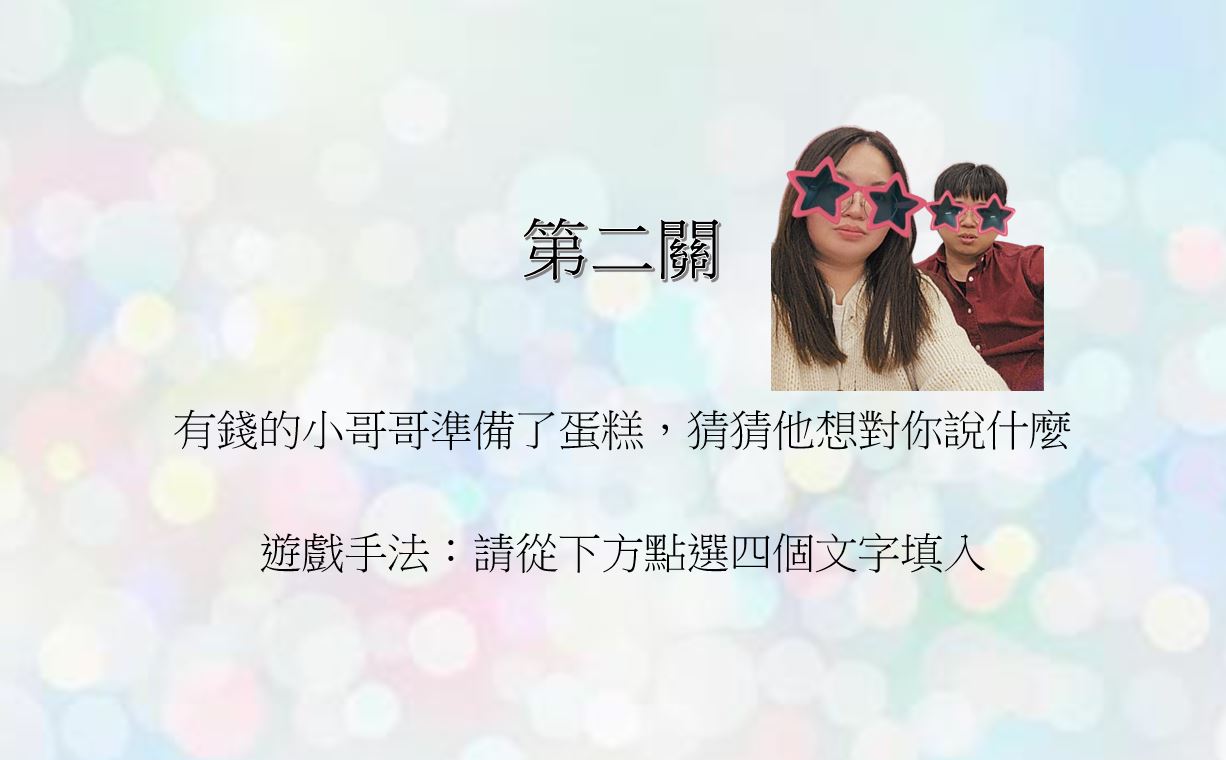 第二關
有錢的小哥哥準備了蛋糕，猜猜他想對你說什麼
遊戲手法：請從下方點選四個文字填入